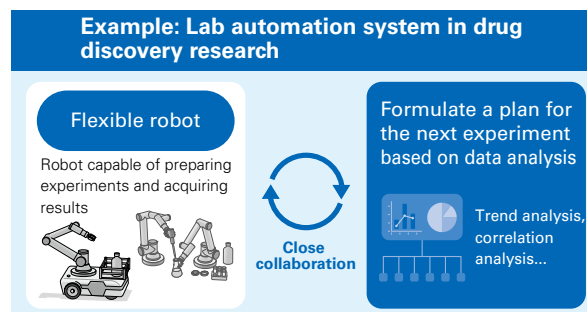 Example: Lab automation system in drug
discovery research
Flexible robot
Robot capable of preparing
experiments and acquiring
results
Close
collaboration
Formulate a plan for
the next experiment
based on data analysis
Trend analysis,
correlation
analysis...